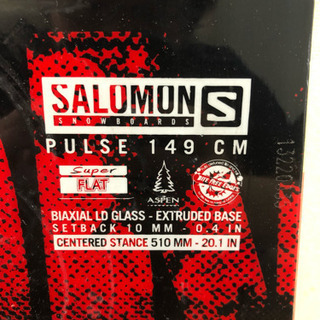 SALOMON S
SNOWBOARDS
PULSE 149 CM
Super
FLAT
ASPEN
BIAXIAL LD GLASS - EXTRUDED BASE
SETBACK 10 MM - 0.4 IN
CENTERED STANCE 510 MM - 20.1 IN